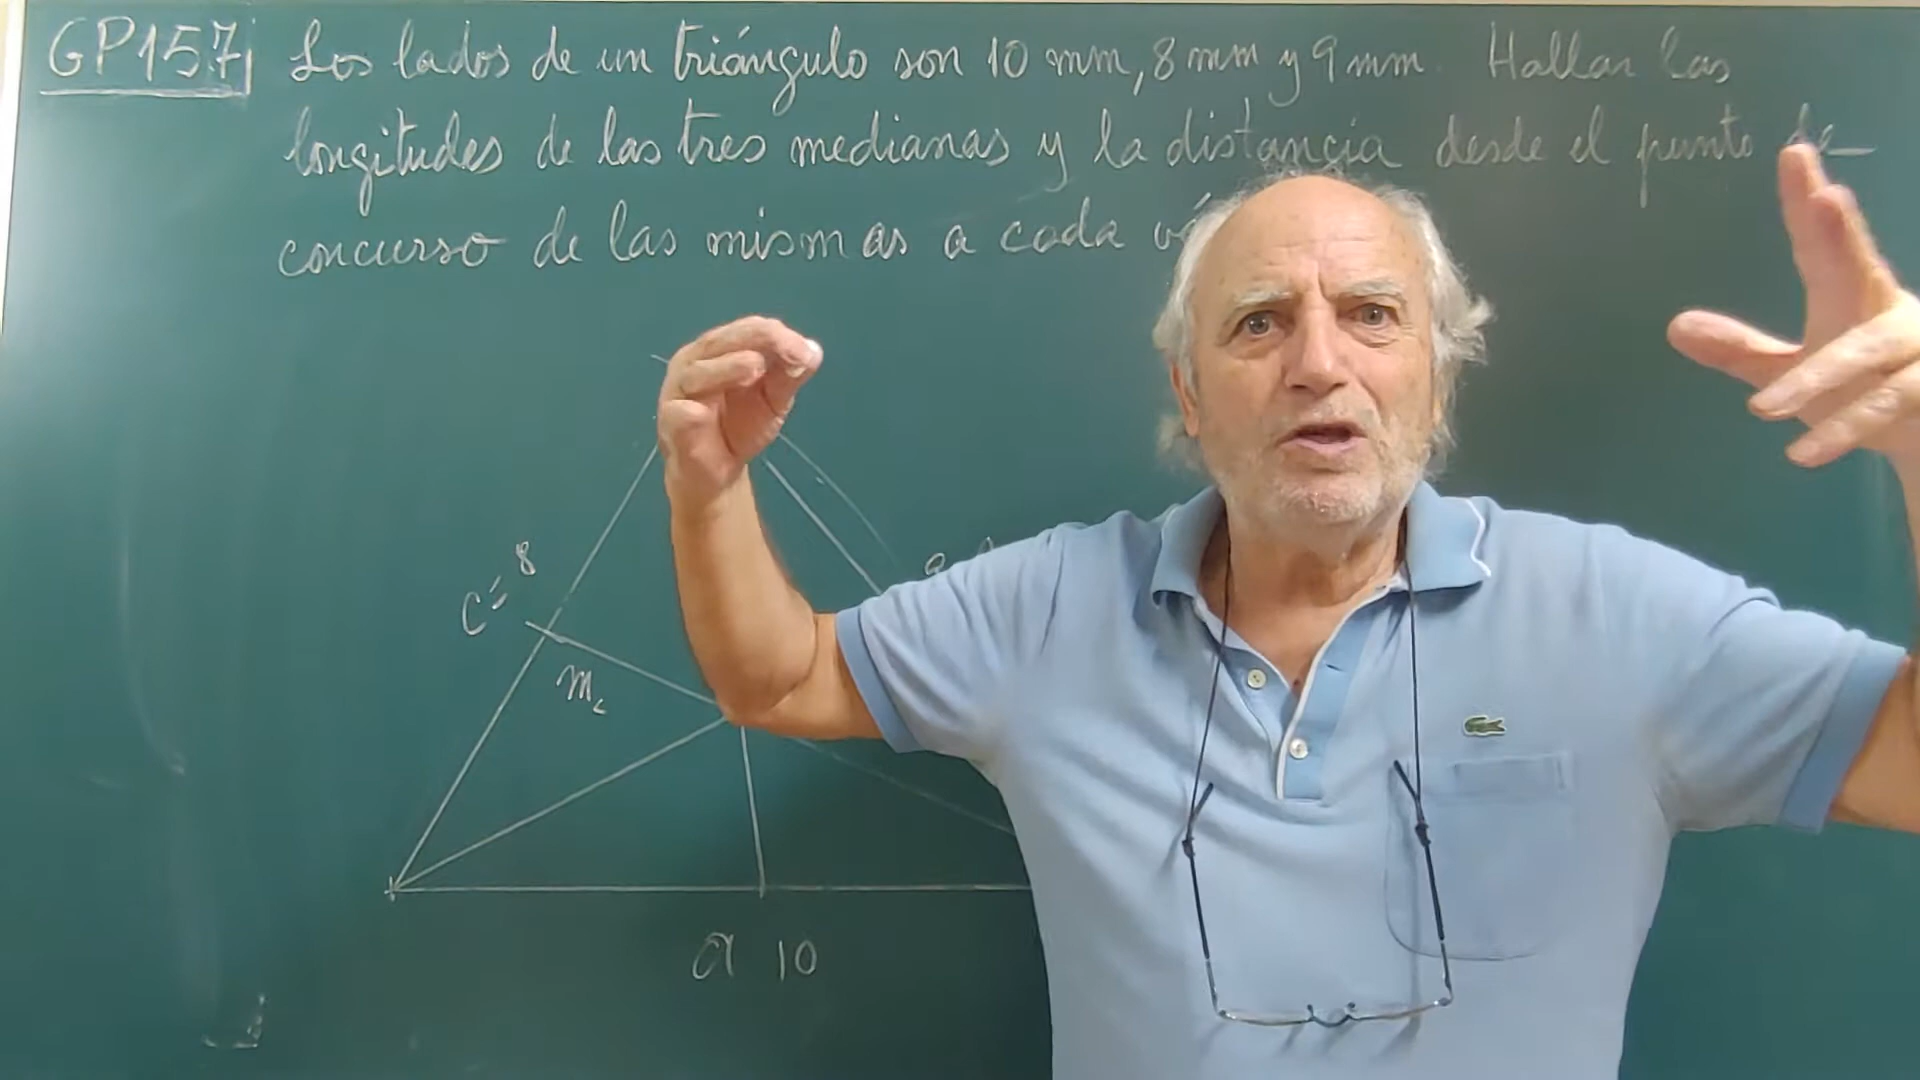 GP157 Los lados de un triángulo son 10 mm, 8 mm y 9 mm. Hallar las
longitudes de las tres medianas y la distancia desde el punto de
concurso de las mismas a cada
C = 8
9
m c
a 10